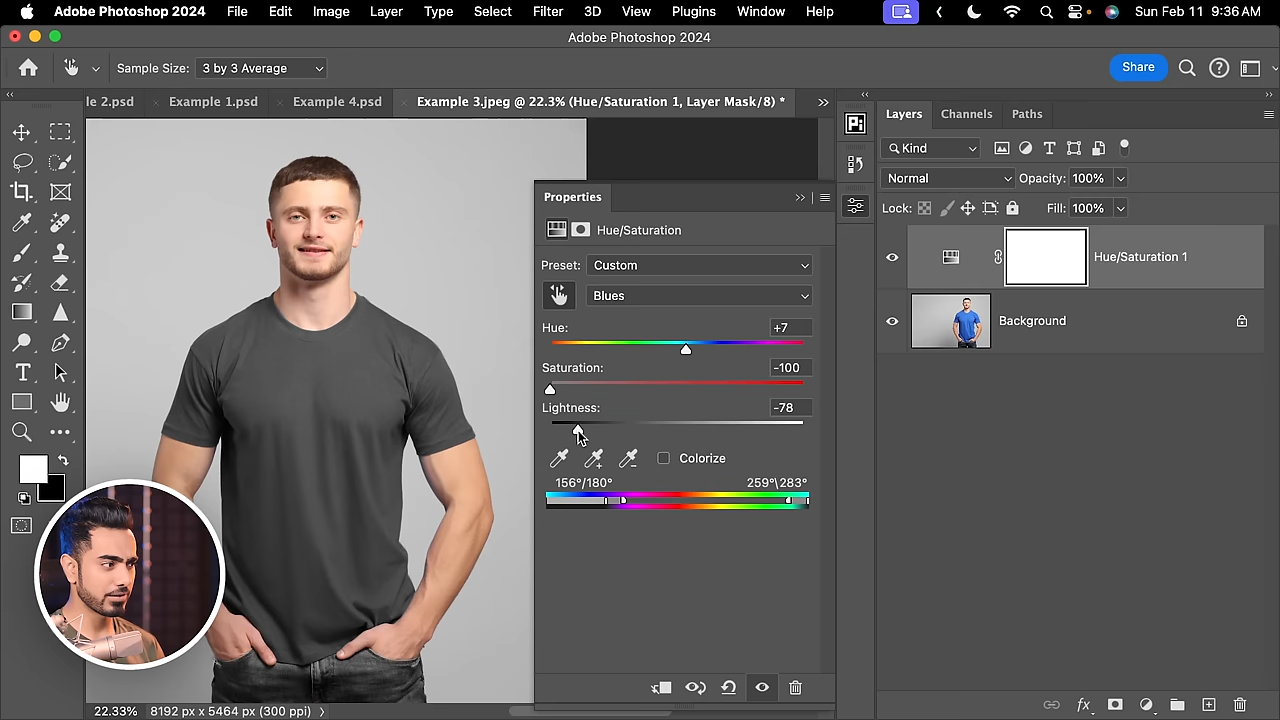 Adobe Photoshop 2024 File Edit Image Layer Type Select Filter 3D View Plugins Window Help Sun Feb 11 9:36 AM
Adobe Photoshop 2024
Sample Size: 3 by 3 Average Share
le 2.psd Example 1.psd Example 4.psd Example 3.jpeg @ 22.3% (Hue/Saturation 1, Layer Mask/8) *
Pi
Layers Channels Paths
Kind
Normal Opacity: 100%
Lock: Fill: 100%
Hue/Saturation 1
Background
Properties
Hue/Saturation
Preset: Custom
Blues
Hue: +7
Saturation: -100
Lightness: -78
Colorize
156°/180° 259°\283°
22.33% 8192 px x 5464 px (300 ppi)
fx